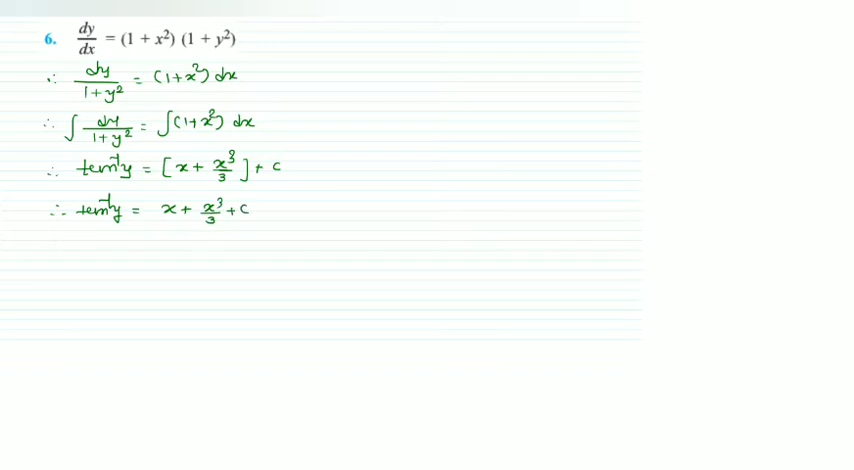 6. dy/dx = (1 + x²) (1 + y²)
∴ dy/1+y² = (1+x²) dx
∴ ∫ dy/1+y² = ∫(1+x²) dx
∴ tan⁻¹y = [x + x³/3] + c
∴ tan⁻¹y = x + x³/3 + c